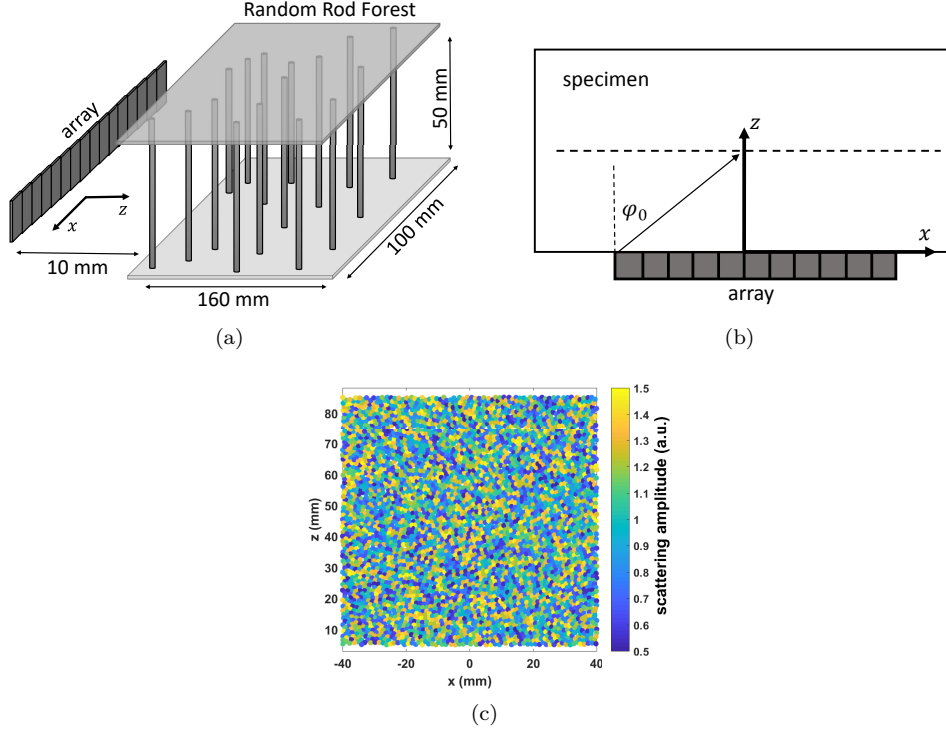 Random Rod Forest
array
x
z
10 mm
160 mm
100 mm
50 mm
(a)
specimen
z
φ0
x
array
(b)
80
70
60
50
40
30
20
10
z (mm)
-40 -20 0 20 40
x (mm)
1.5
1.4
1.3
1.2
1.1
1
0.9
0.8
0.7
0.6
0.5
scattering amplitude (a.u.)
(c)